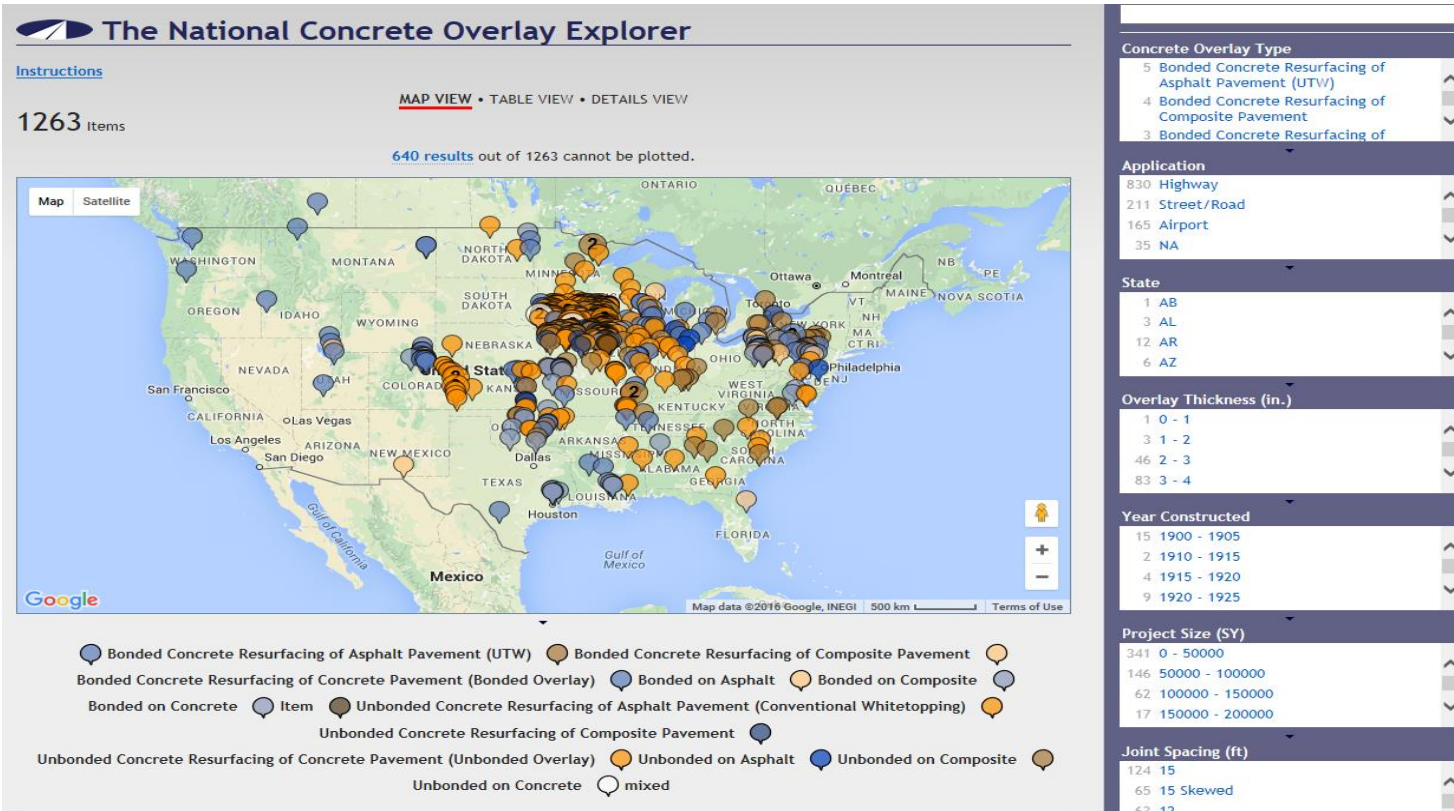 The National Concrete Overlay Explorer
Instructions
1263 Items
MAP VIEW • TABLE VIEW • DETAILS VIEW
640 results out of 1263 cannot be plotted.
Map Satellite
ONTARIO
QUÉBEC
WASHINGTON
MONTANA
NORTH
DAKOTA
Ottawa
Montreal
NB
PE
MAINE
NOVA SCOTIA
VT
NH
MA
CT RI
OREGON
IDAHO
SOUTH
DAKOTA
WYOMING
Toronto
NEBRASKA
NEVADA
OHIO
Philadelphia
NJ
San Francisco
WEST
VIRGINIA
KENTUCKY
CALIFORNIA
Las Vegas
Los Angeles
ARIZONA
NEW MEXICO
San Diego
Dallas
ARKANSAS
TEXAS
LOUISIANA
Houston
FLORIDA
Gulf of
California
Gulf of
Mexico
Mexico
+
−
Google
Map data ©2016 Google, INEGI 500 km Terms of Use
Bonded Concrete Resurfacing of Asphalt Pavement (UTW) Bonded Concrete Resurfacing of Composite Pavement
Bonded Concrete Resurfacing of Concrete Pavement (Bonded Overlay) Bonded on Asphalt Bonded on Composite
Bonded on Concrete Item Unbonded Concrete Resurfacing of Asphalt Pavement (Conventional Whitetopping)
Unbonded Concrete Resurfacing of Composite Pavement
Unbonded Concrete Resurfacing of Concrete Pavement (Unbonded Overlay) Unbonded on Asphalt Unbonded on Composite
Unbonded on Concrete mixed
Concrete Overlay Type
5 Bonded Concrete Resurfacing of
Asphalt Pavement (UTW)
4 Bonded Concrete Resurfacing of
Composite Pavement
3 Bonded Concrete Resurfacing of
Application
830 Highway
211 Street/Road
165 Airport
35 NA
State
1 AB
3 AL
12 AR
6 AZ
Overlay Thickness (in.)
1 0 - 1
3 1 - 2
46 2 - 3
83 3 - 4
Year Constructed
15 1900 - 1905
2 1910 - 1915
4 1915 - 1920
9 1920 - 1925
Project Size (SY)
341 0 - 50000
146 50000 - 100000
62 100000 - 150000
17 150000 - 200000
Joint Spacing (ft)
124 15
65 15 Skewed
63 12